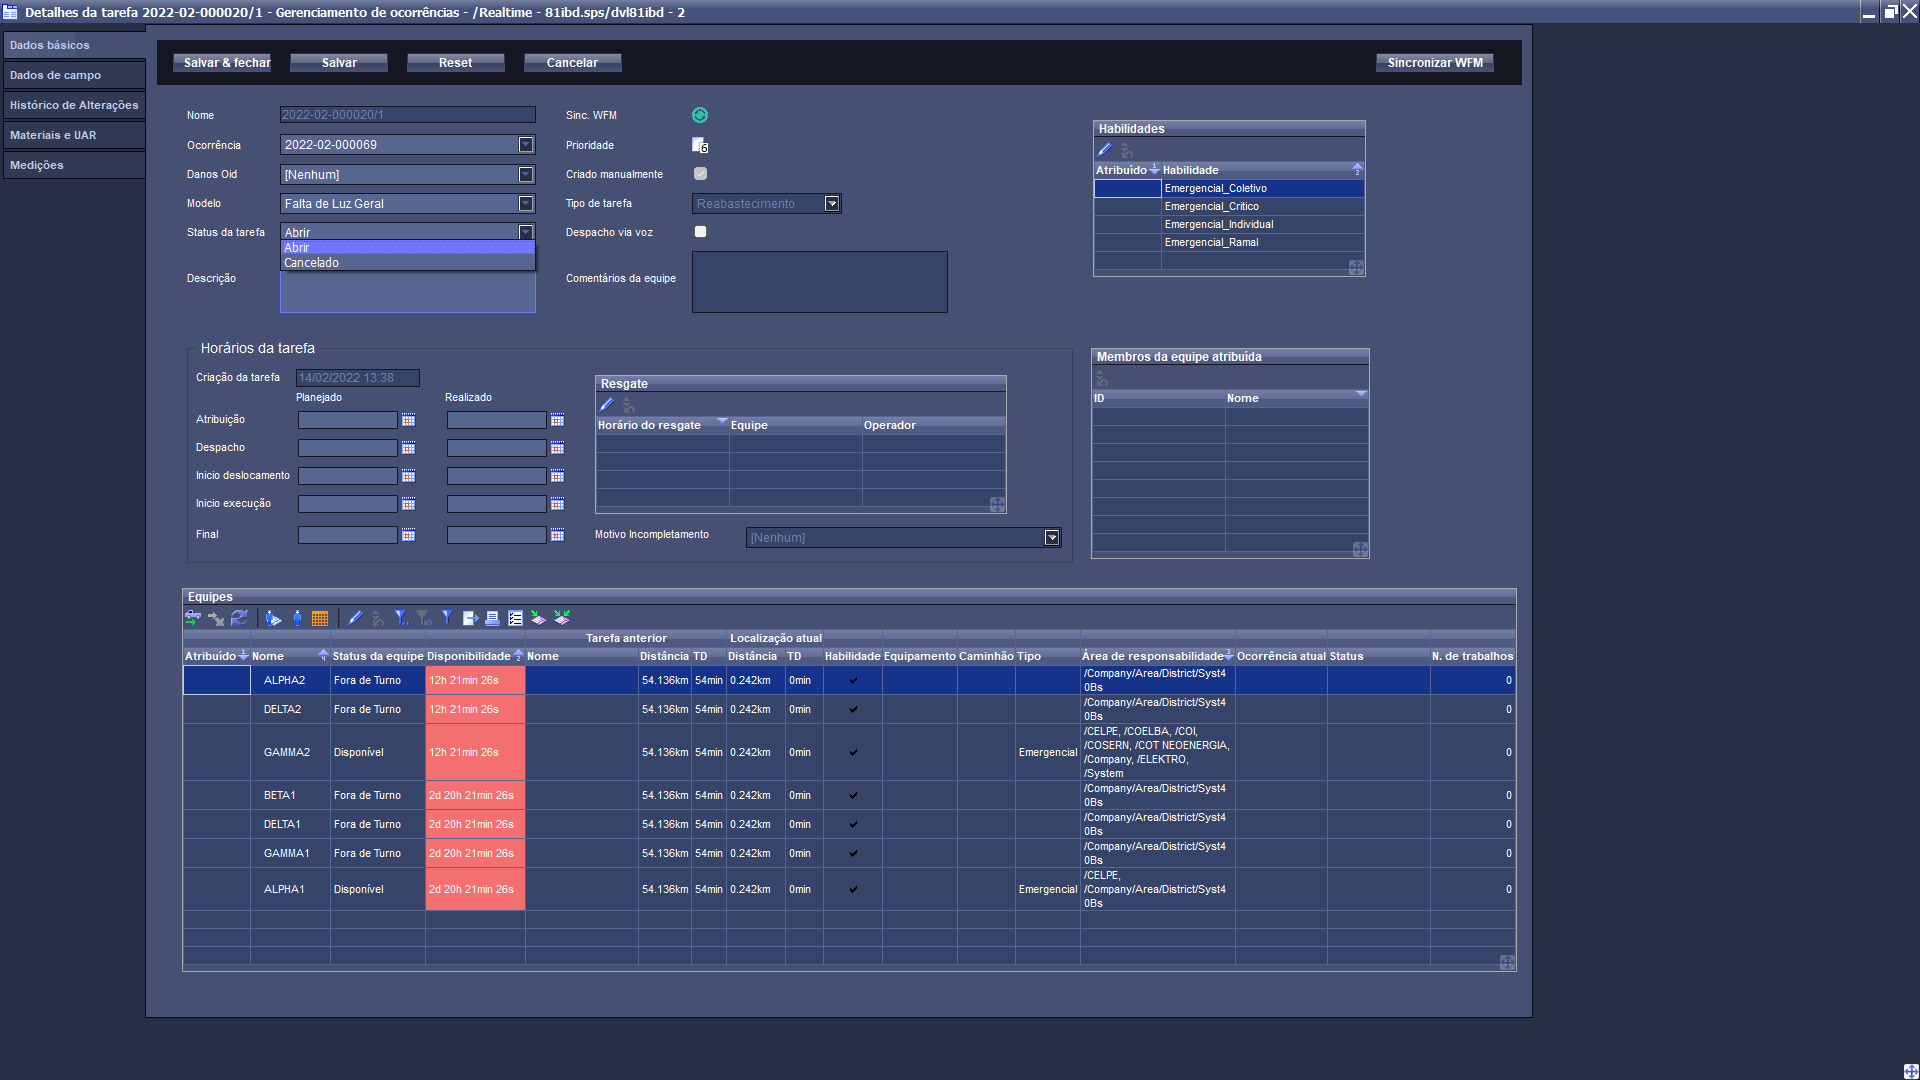 Detalhes da tarefa 2022-02-000020/1 - Gerenciamento de ocorrências - /Realtime - 81ibd.sps/dvl81ibd - 2
Dados básicos
Dados de campo
Histórico de Alterações
Materiais e UAR
Medições
Salvar & fechar
Salvar
Reset
Cancelar
Sincronizar WFM
Nome
2022-02-000020/1
Ocorrência
2022-02-000069
Danos Oid
[Nenhum]
Modelo
Falta de Luz Geral
Status da tarefa
Abrir
Abrir
Cancelado
Descrição
Sinc. WFM
Prioridade
6
Criado manualmente
Tipo de tarefa
Reabastecimento
Despacho via voz
Comentários da equipe
Habilidades
Atribuído 1 Habilidade 2
Emergencial_Coletivo
Emergencial_Critico
Emergencial_Individual
Emergencial_Ramal
Horários da tarefa
Criação da tarefa
14/02/2022 13:38
Planejado
Realizado
Atribuição
Despacho
Inicio deslocamento
Inicio execução
Final
Resgate
Horário do resgate Equipe Operador
Motivo Incompletamento
[Nenhum]
Membros da equipe atribuída
ID Nome
Equipes
Tarefa anterior Localização atual
Atribuído 1 Nome 4 Status da equipe Disponibilidade 2 Nome Distância TD Distância TD Habilidade Equipamento Caminhão Tipo Área de responsabilidade 3 Ocorrência atual Status N. de trabalhos
ALPHA2 Fora de Turno 12h 21min 26s 54.136km 54min 0.242km 0min /Company/Area/District/Syst4 0
0Bs
DELTA2 Fora de Turno 12h 21min 26s 54.136km 54min 0.242km 0min /Company/Area/District/Syst4 0
0Bs
GAMMA2 Disponível 12h 21min 26s 54.136km 54min 0.242km 0min Emergencial /CELPE, /COELBA, /COI, 0
/COSERN, /COT NEOENERGIA,
/Company, /ELEKTRO,
/System
BETA1 Fora de Turno 2d 20h 21min 26s 54.136km 54min 0.242km 0min /Company/Area/District/Syst4 0
0Bs
DELTA1 Fora de Turno 2d 20h 21min 26s 54.136km 54min 0.242km 0min /Company/Area/District/Syst4 0
0Bs
GAMMA1 Fora de Turno 2d 20h 21min 26s 54.136km 54min 0.242km 0min /Company/Area/District/Syst4 0
0Bs
ALPHA1 Disponível 2d 20h 21min 26s 54.136km 54min 0.242km 0min Emergencial /CELPE, 0
/Company/Area/District/Syst4
0Bs